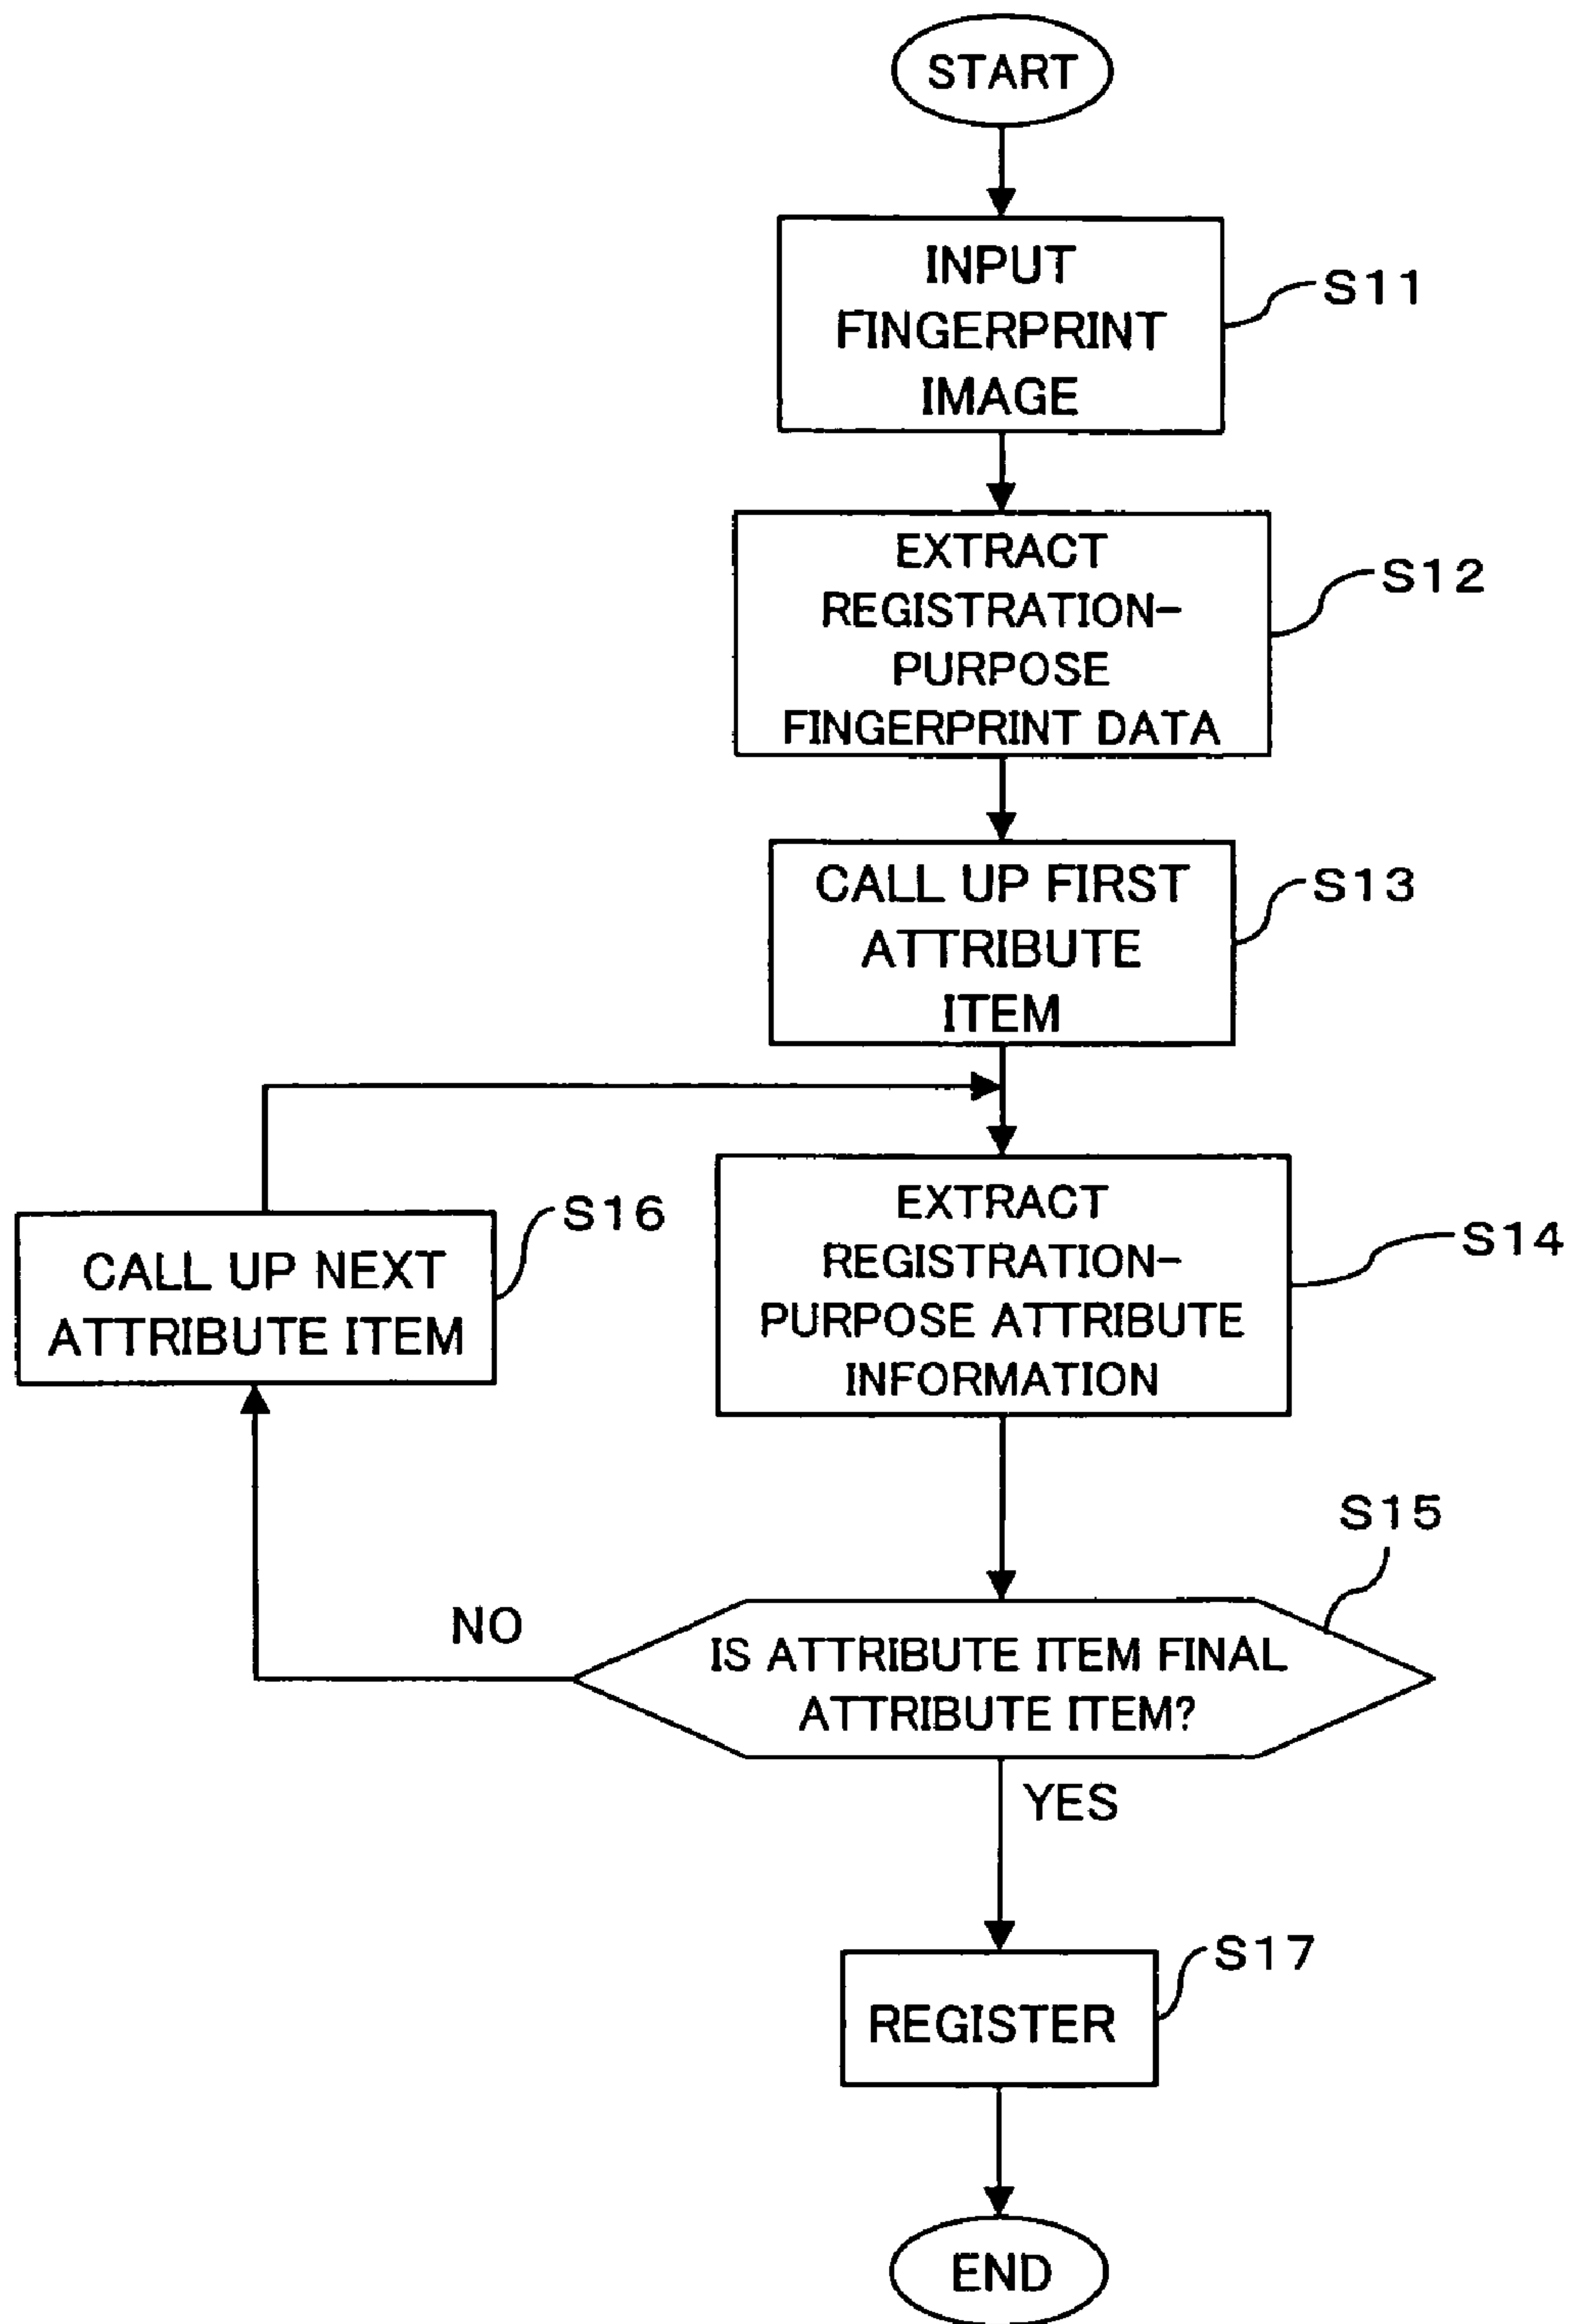 START
INPUT
FINGERPRINT
IMAGE
S11
EXTRACT
REGISTRATION-
PURPOSE
FINGERPRINT DATA
S12
CALL UP FIRST
ATTRIBUTE
ITEM
S13
EXTRACT
REGISTRATION-
PURPOSE ATTRIBUTE
INFORMATION
S14
CALL UP NEXT
ATTRIBUTE ITEM
S16
S15
IS ATTRIBUTE ITEM FINAL
ATTRIBUTE ITEM?
NO
YES
REGISTER
S17
END